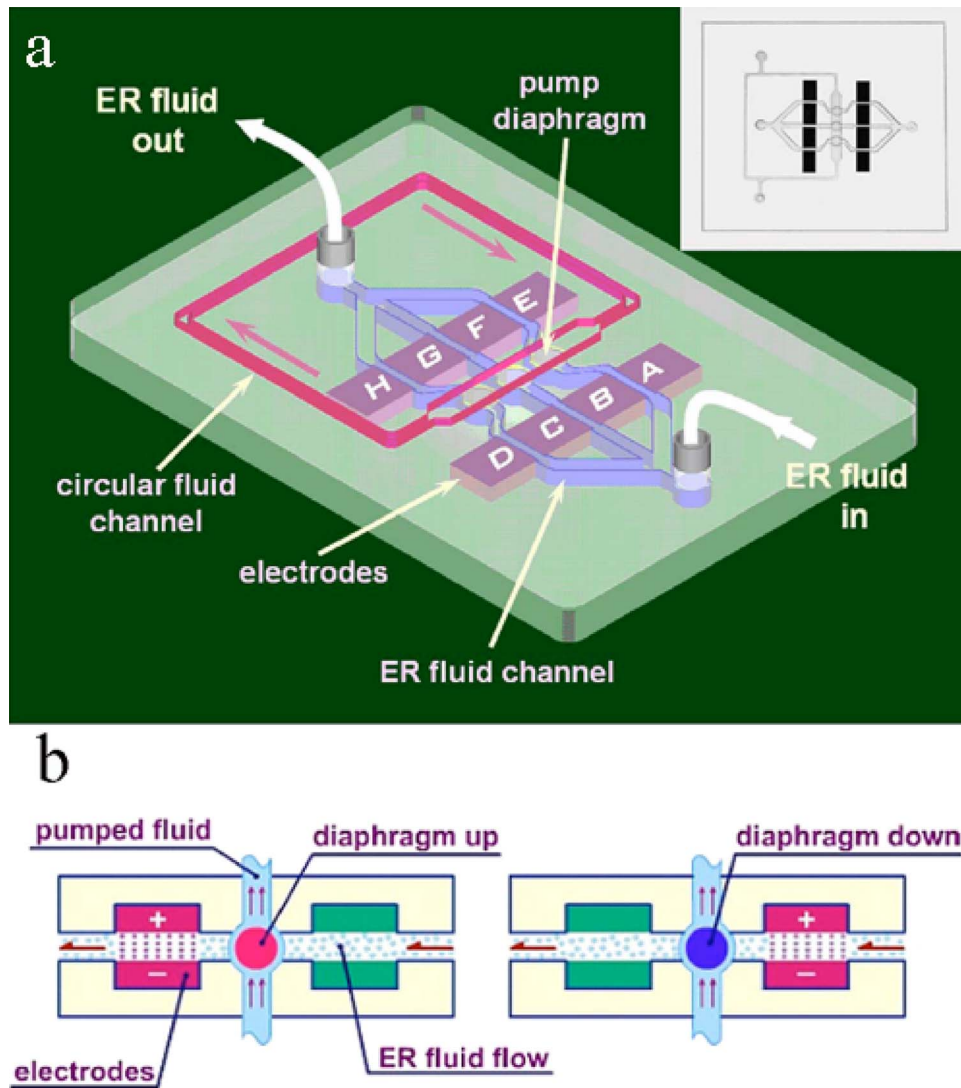 a
ER fluid
out
pump
diaphragm
E
F
G
H
A
B
C
D
circular fluid
channel
ER fluid
in
electrodes
ER fluid channel
b
pumped fluid
diaphragm up
diaphragm down
+
+
−
−
electrodes
ER fluid flow